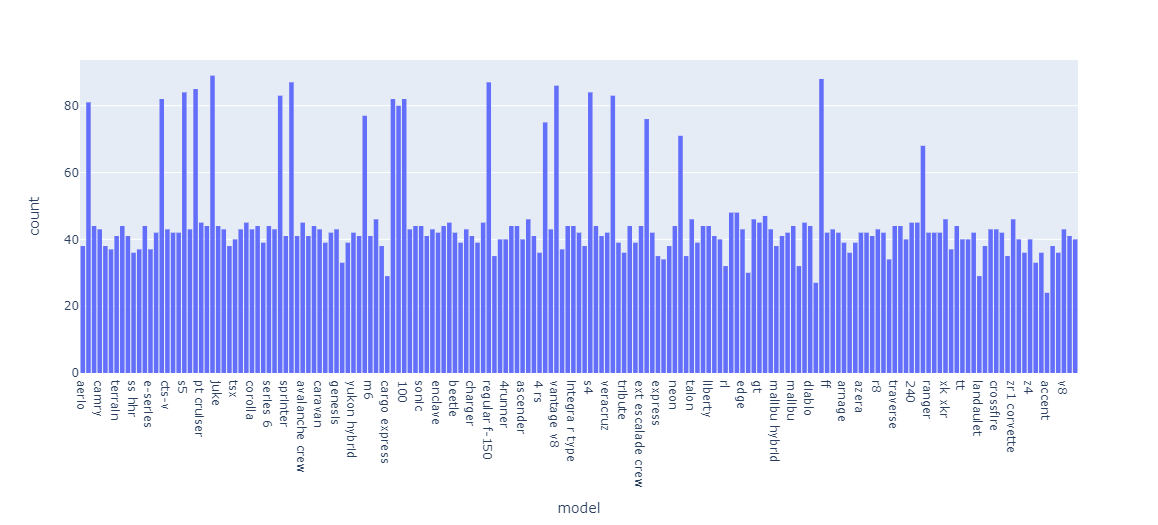 count
80
60
40
20
0
aerio
camry
terrain
ss hhr
e-series
cts-v
s5
pt cruiser
juke
tsx
corolla
series 6
sprinter
avalanche crew
caravan
genesis
yukon hybrid
m6
cargo express
100
sonic
enclave
beetle
charger
regular f-150
4runner
ascender
4 rs
vantage v8
integra r type
s4
veracruz
tribute
ext escalade crew
express
neon
talon
liberty
rl
edge
gt
malibu hybrid
malibu
diablo
ff
arnage
azera
r8
traverse
240
ranger
xk xkr
tt
landaulet
crossfire
zr1 corvette
z4
accent
v8
model